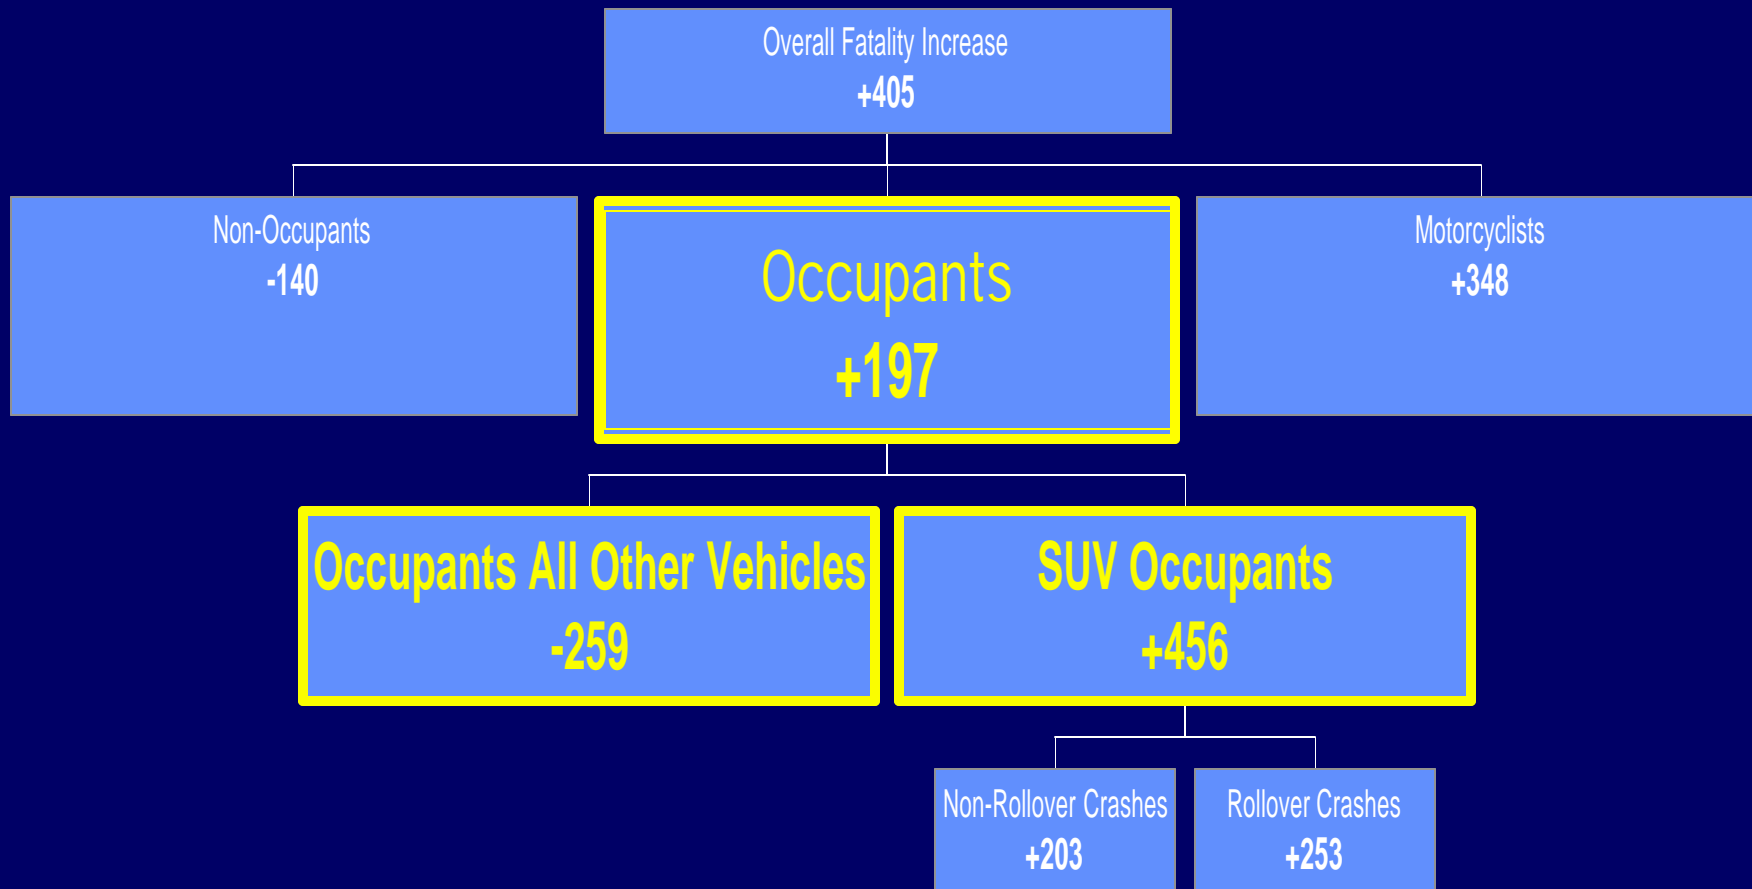 Overall Fatality Increase
+405
Non-Occupants
-140
Occupants
+197
Motorcyclists
+348
Occupants All Other Vehicles
-259
SUV Occupants
+456
Non-Rollover Crashes
+203
Rollover Crashes
+253